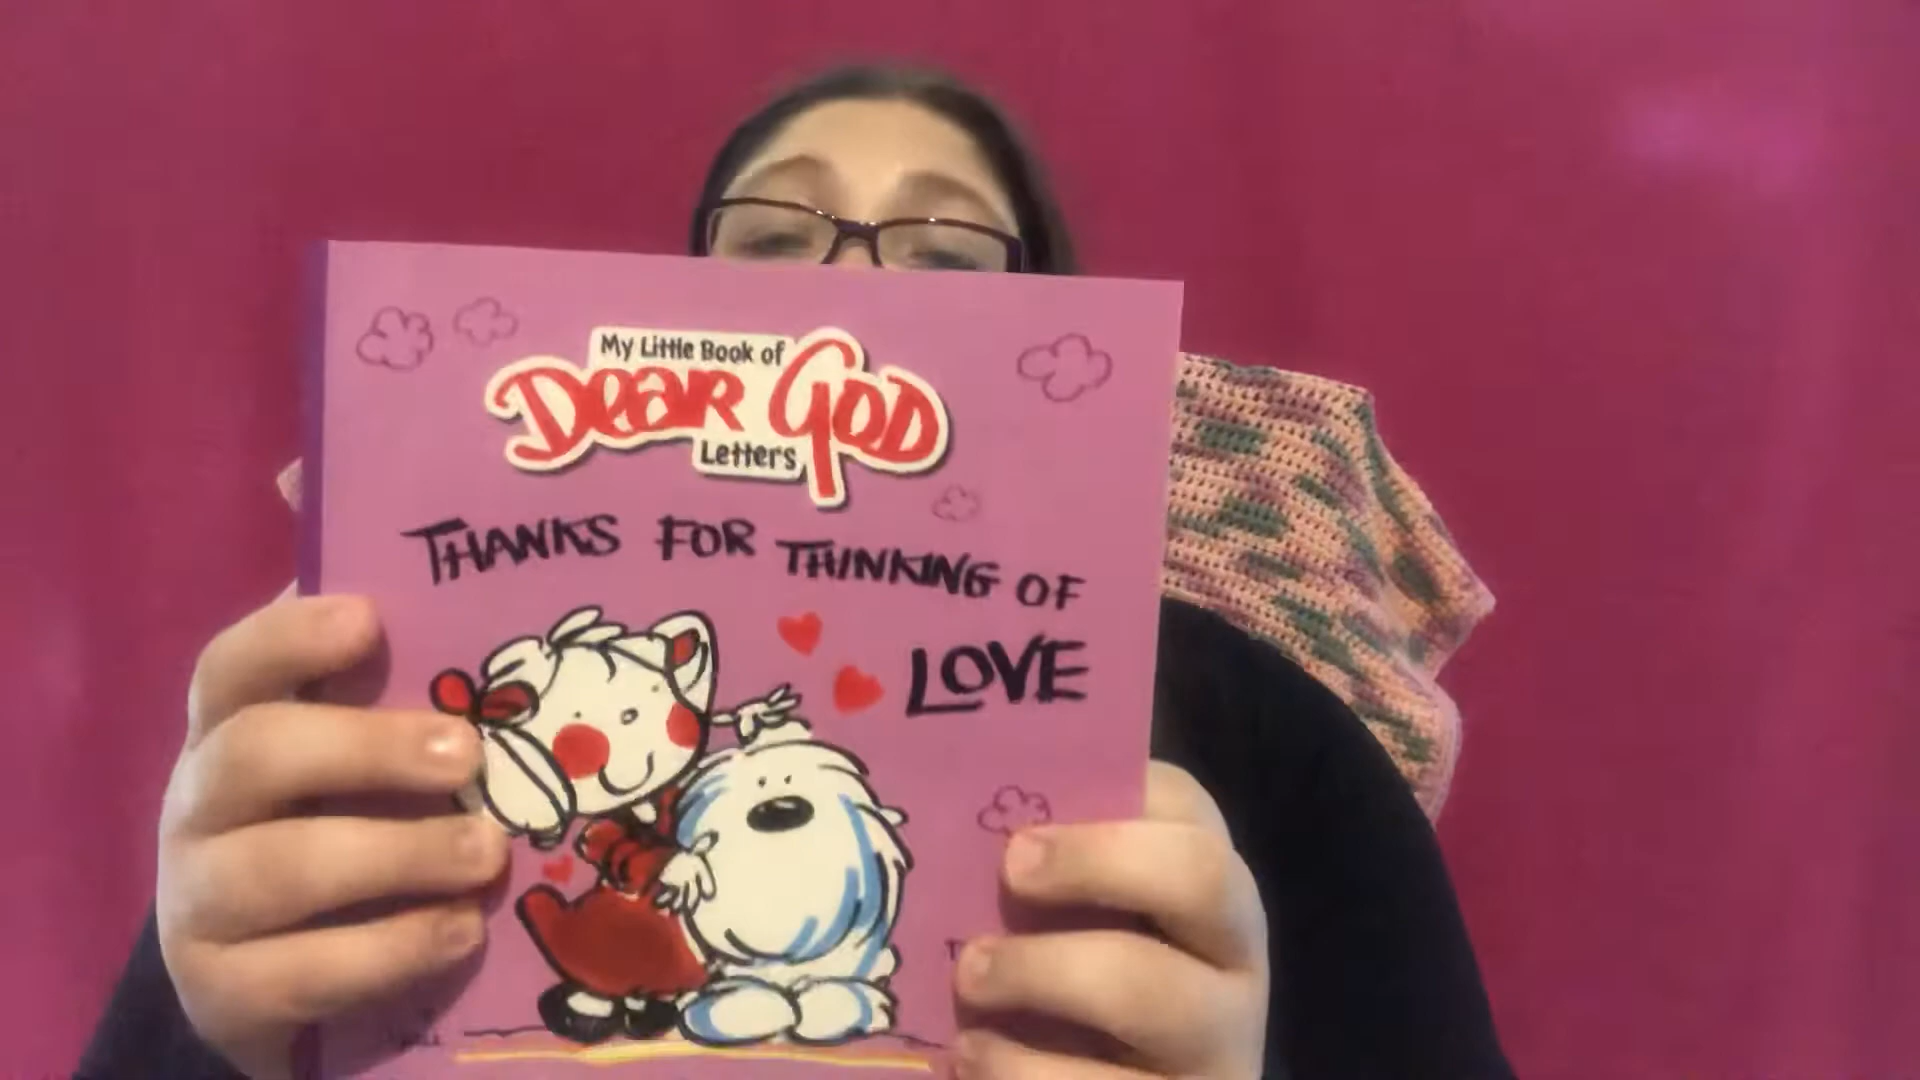 My Little Book of
Dear God
Letters
THANKS FOR THINKING OF
LOVE